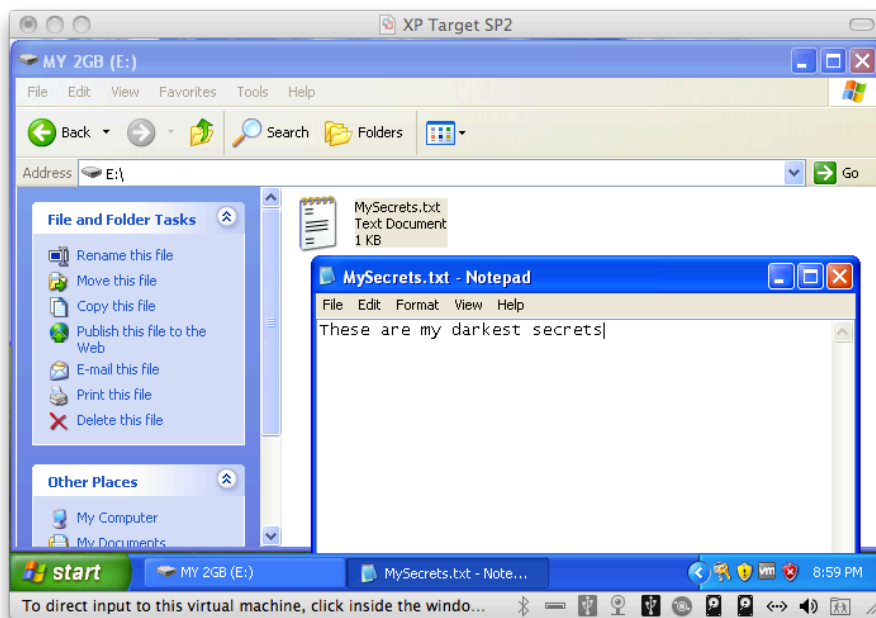 XP Target SP2
MY 2GB (E:)
File Edit View Favorites Tools Help
Back Search Folders
Address E:\ Go
File and Folder Tasks
Rename this file
Move this file
Copy this file
Publish this file to the
Web
E-mail this file
Print this file
Delete this file
Other Places
My Computer
My Documents
MySecrets.txt
Text Document
1 KB
MySecrets.txt - Notepad
File Edit Format View Help
These are my darkest secrets
start MY 2GB (E:) MySecrets.txt - Note... vm 8:59 PM
To direct input to this virtual machine, click inside the windo...